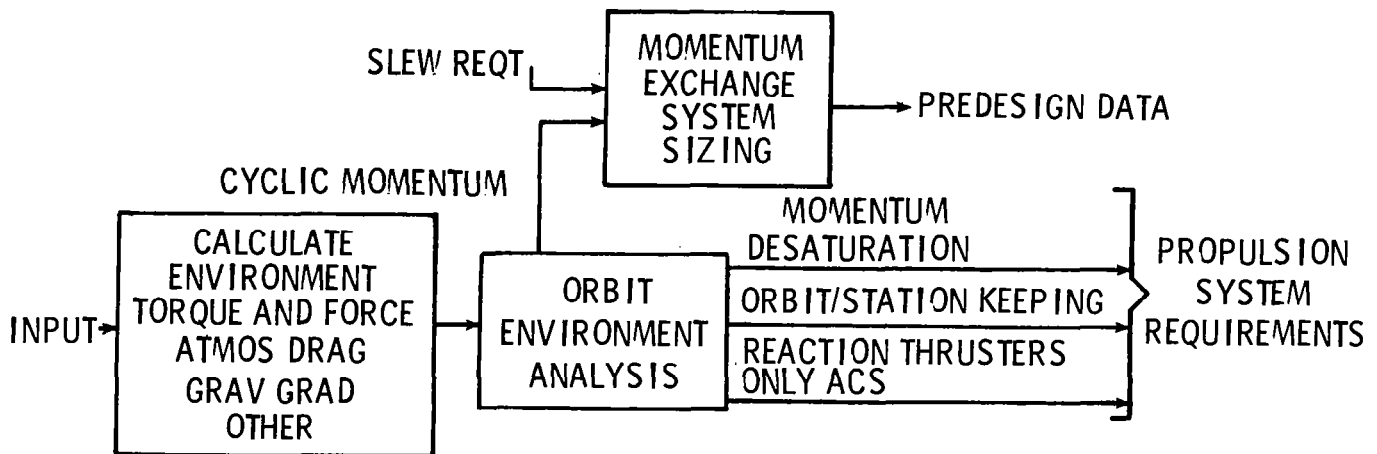 SLEW REQT
MOMENTUM
EXCHANGE
SYSTEM
SIZING
PREDESIGN DATA
CYCLIC MOMENTUM
INPUT
CALCULATE
ENVIRONMENT
TORQUE AND FORCE
ATMOS DRAG
GRAV GRAD
OTHER
ORBIT
ENVIRONMENT
ANALYSIS
MOMENTUM
DESATURATION
ORBIT/STATION KEEPING
REACTION THRUSTERS
ONLY ACS
PROPULSION
SYSTEM
REQUIREMENTS